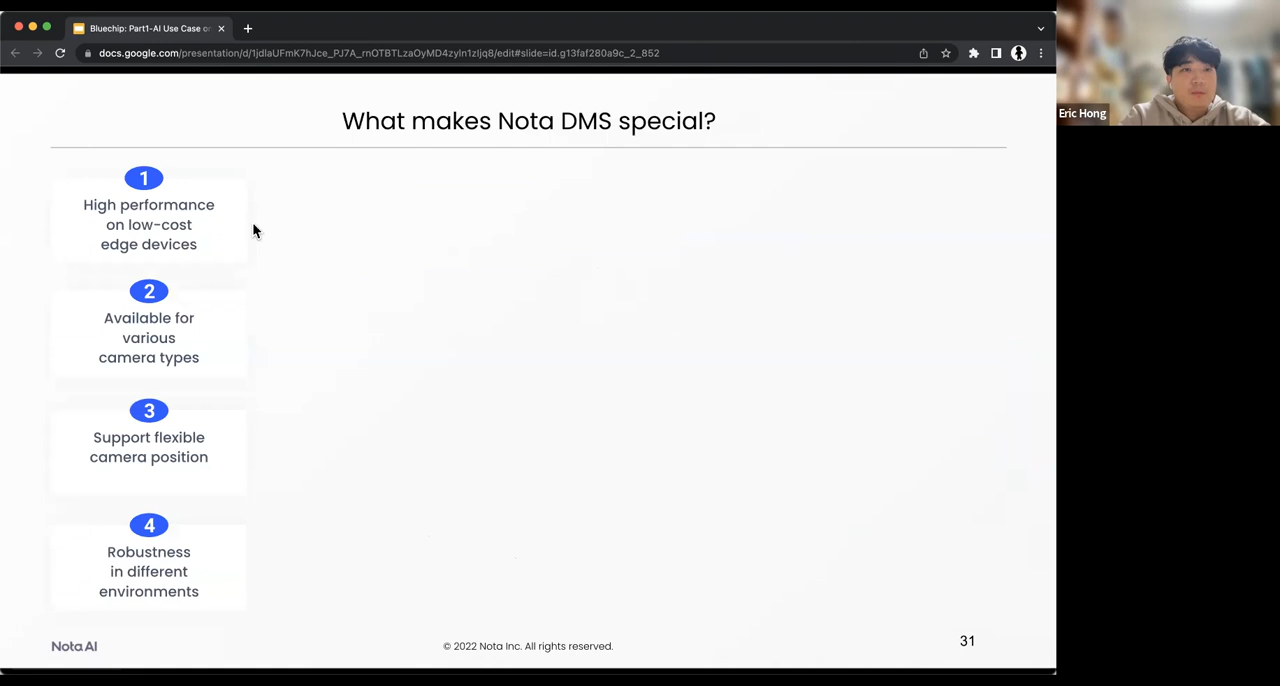 Bluechip: Part1-AI Use Case on
docs.google.com/presentation/d/1jdlaUFmK7hJce_PJ7A_rnOTBTLzaOyMD4zyIn1zljq8/edit#slide=id.g13faf280a9c_2_852
Eric Hong
What makes Nota DMS special?
1
High performance
on low-cost
edge devices
2
Available for
various
camera types
3
Support flexible
camera position
4
Robustness
in different
environments
Nota AI
© 2022 Nota Inc. All rights reserved.
31